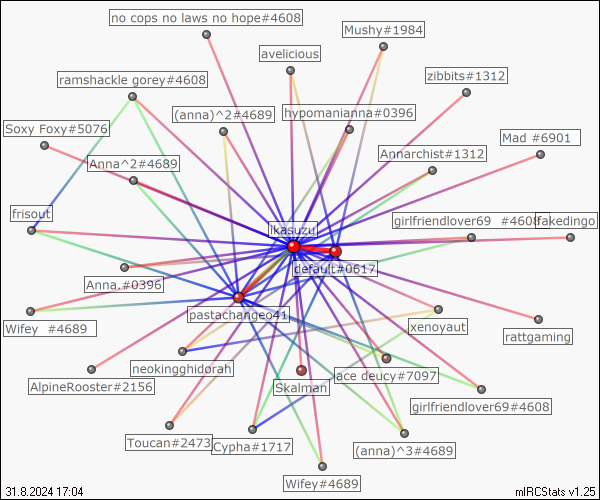 no cops no laws no hope#4608
Mushy#1984
avelicious
zibbits#1312
ramshackle gorey#4608
(anna)^2#4689
hypomanianna#0396
Soxy Foxy#5076
Mad #6901
Annarchist#1312
Anna^2#4689
frisout
ikasuzu
girlfriendlover69 #4608
fakedingo
default#0617
Anna,#0396
pastachangeo41
Wifey #4689
xenoyaut
rattgaming
neokingghidorah
lace deucy#7097
AlpineRooster#2156
Skalman
girlfriendlover69#4608
Toucan#2473
Cypha#1717
(anna)^3#4689
Wifey#4689
31.8.2024 17:04
mIRCStats v1.25